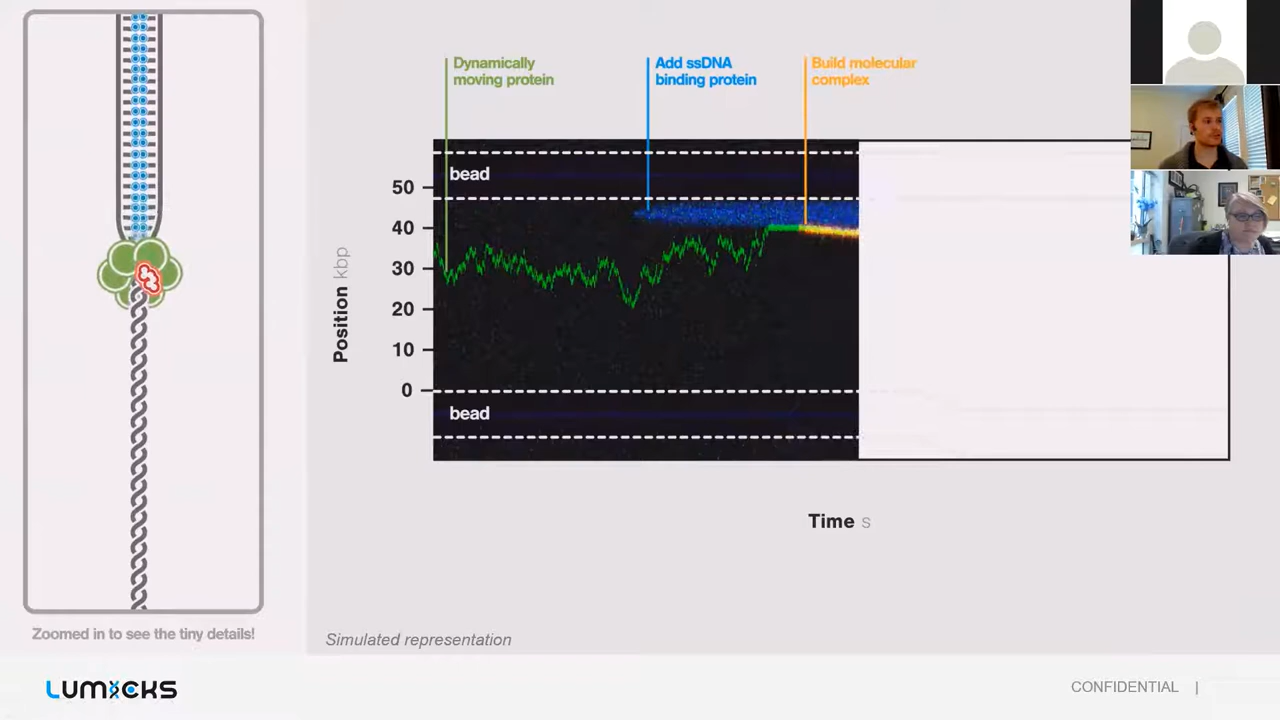 Dynamically
moving protein
Add ssDNA
binding protein
Build molecular
complex
bead
50
40
30
20
10
0
Position kbp
bead
Time s
Zoomed in to see the tiny details!
Simulated representation
LUMICKS
CONFIDENTIAL |